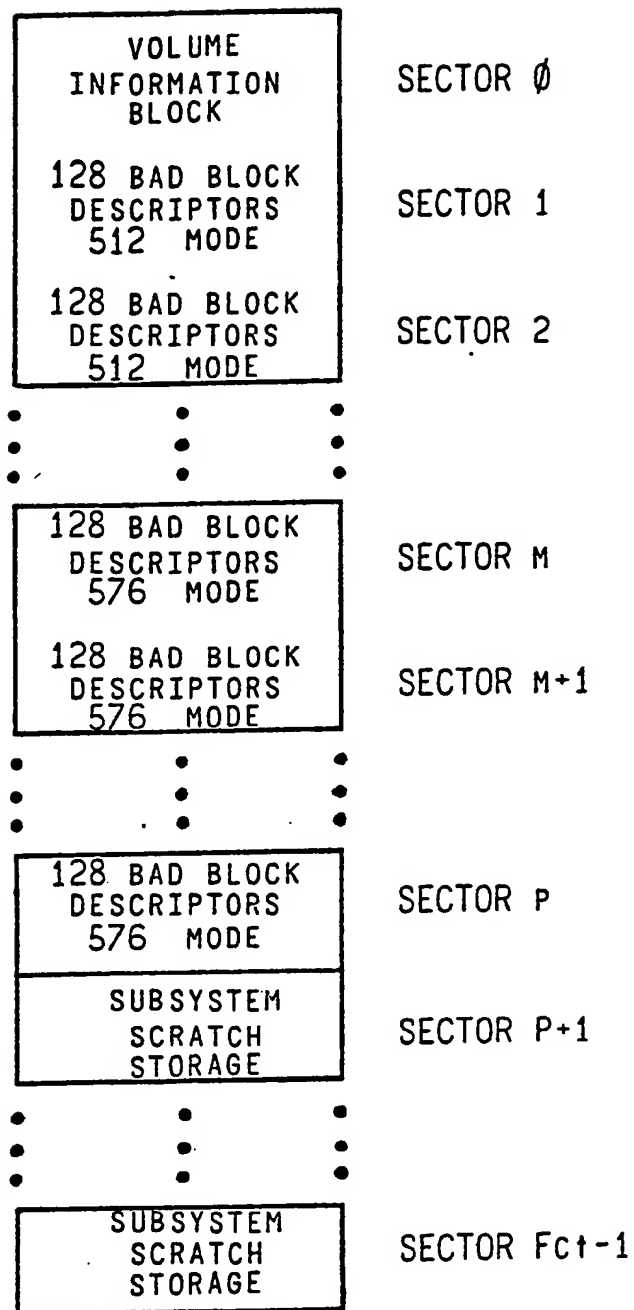 VOLUME
INFORMATION
BLOCK
SECTOR Ø
128 BAD BLOCK
DESCRIPTORS
512 MODE
SECTOR 1
128 BAD BLOCK
DESCRIPTORS
512 MODE
SECTOR 2
128 BAD BLOCK
DESCRIPTORS
576 MODE
SECTOR M
128 BAD BLOCK
DESCRIPTORS
576 MODE
SECTOR M+1
128 BAD BLOCK
DESCRIPTORS
576 MODE
SECTOR P
SUBSYSTEM
SCRATCH
STORAGE
SECTOR P+1
SUBSYSTEM
SCRATCH
STORAGE
SECTOR Fct-1